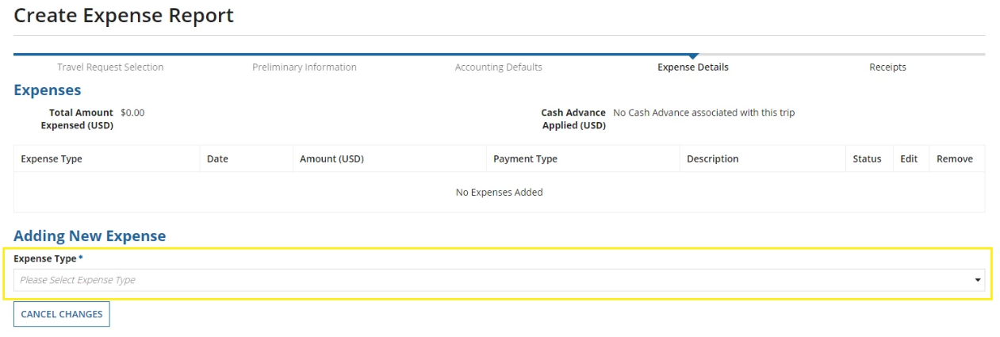 Create Expense Report
Travel Request Selection
Preliminary Information
Accounting Defaults
Expense Details
Receipts
Expenses
Total Amount $0.00
Expensed (USD)
Cash Advance No Cash Advance associated with this trip
Applied (USD)
Expense Type Date Amount (USD) Payment Type Description Status Edit Remove
No Expenses Added
Adding New Expense
Expense Type *
Please Select Expense Type
CANCEL CHANGES